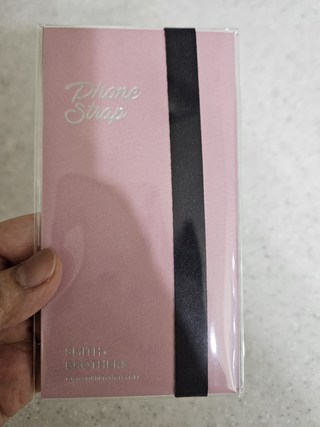 Phone
Strap
SMITH+
BROTHERS